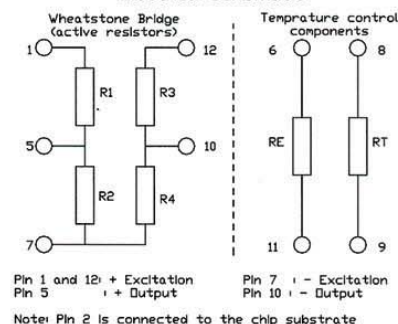 Wheatstone Bridge
(active resistors)
Temprature control
components
1
12
6
8
R1
R3
5
10
RE
RT
R2
R4
7
11
9
Pin 1 and 12: + Excitation
Pin 7 : - Excitation
Pin 5 : + Output
Pin 10 : - Output
Note: Pin 2 is connected to the chip substrate